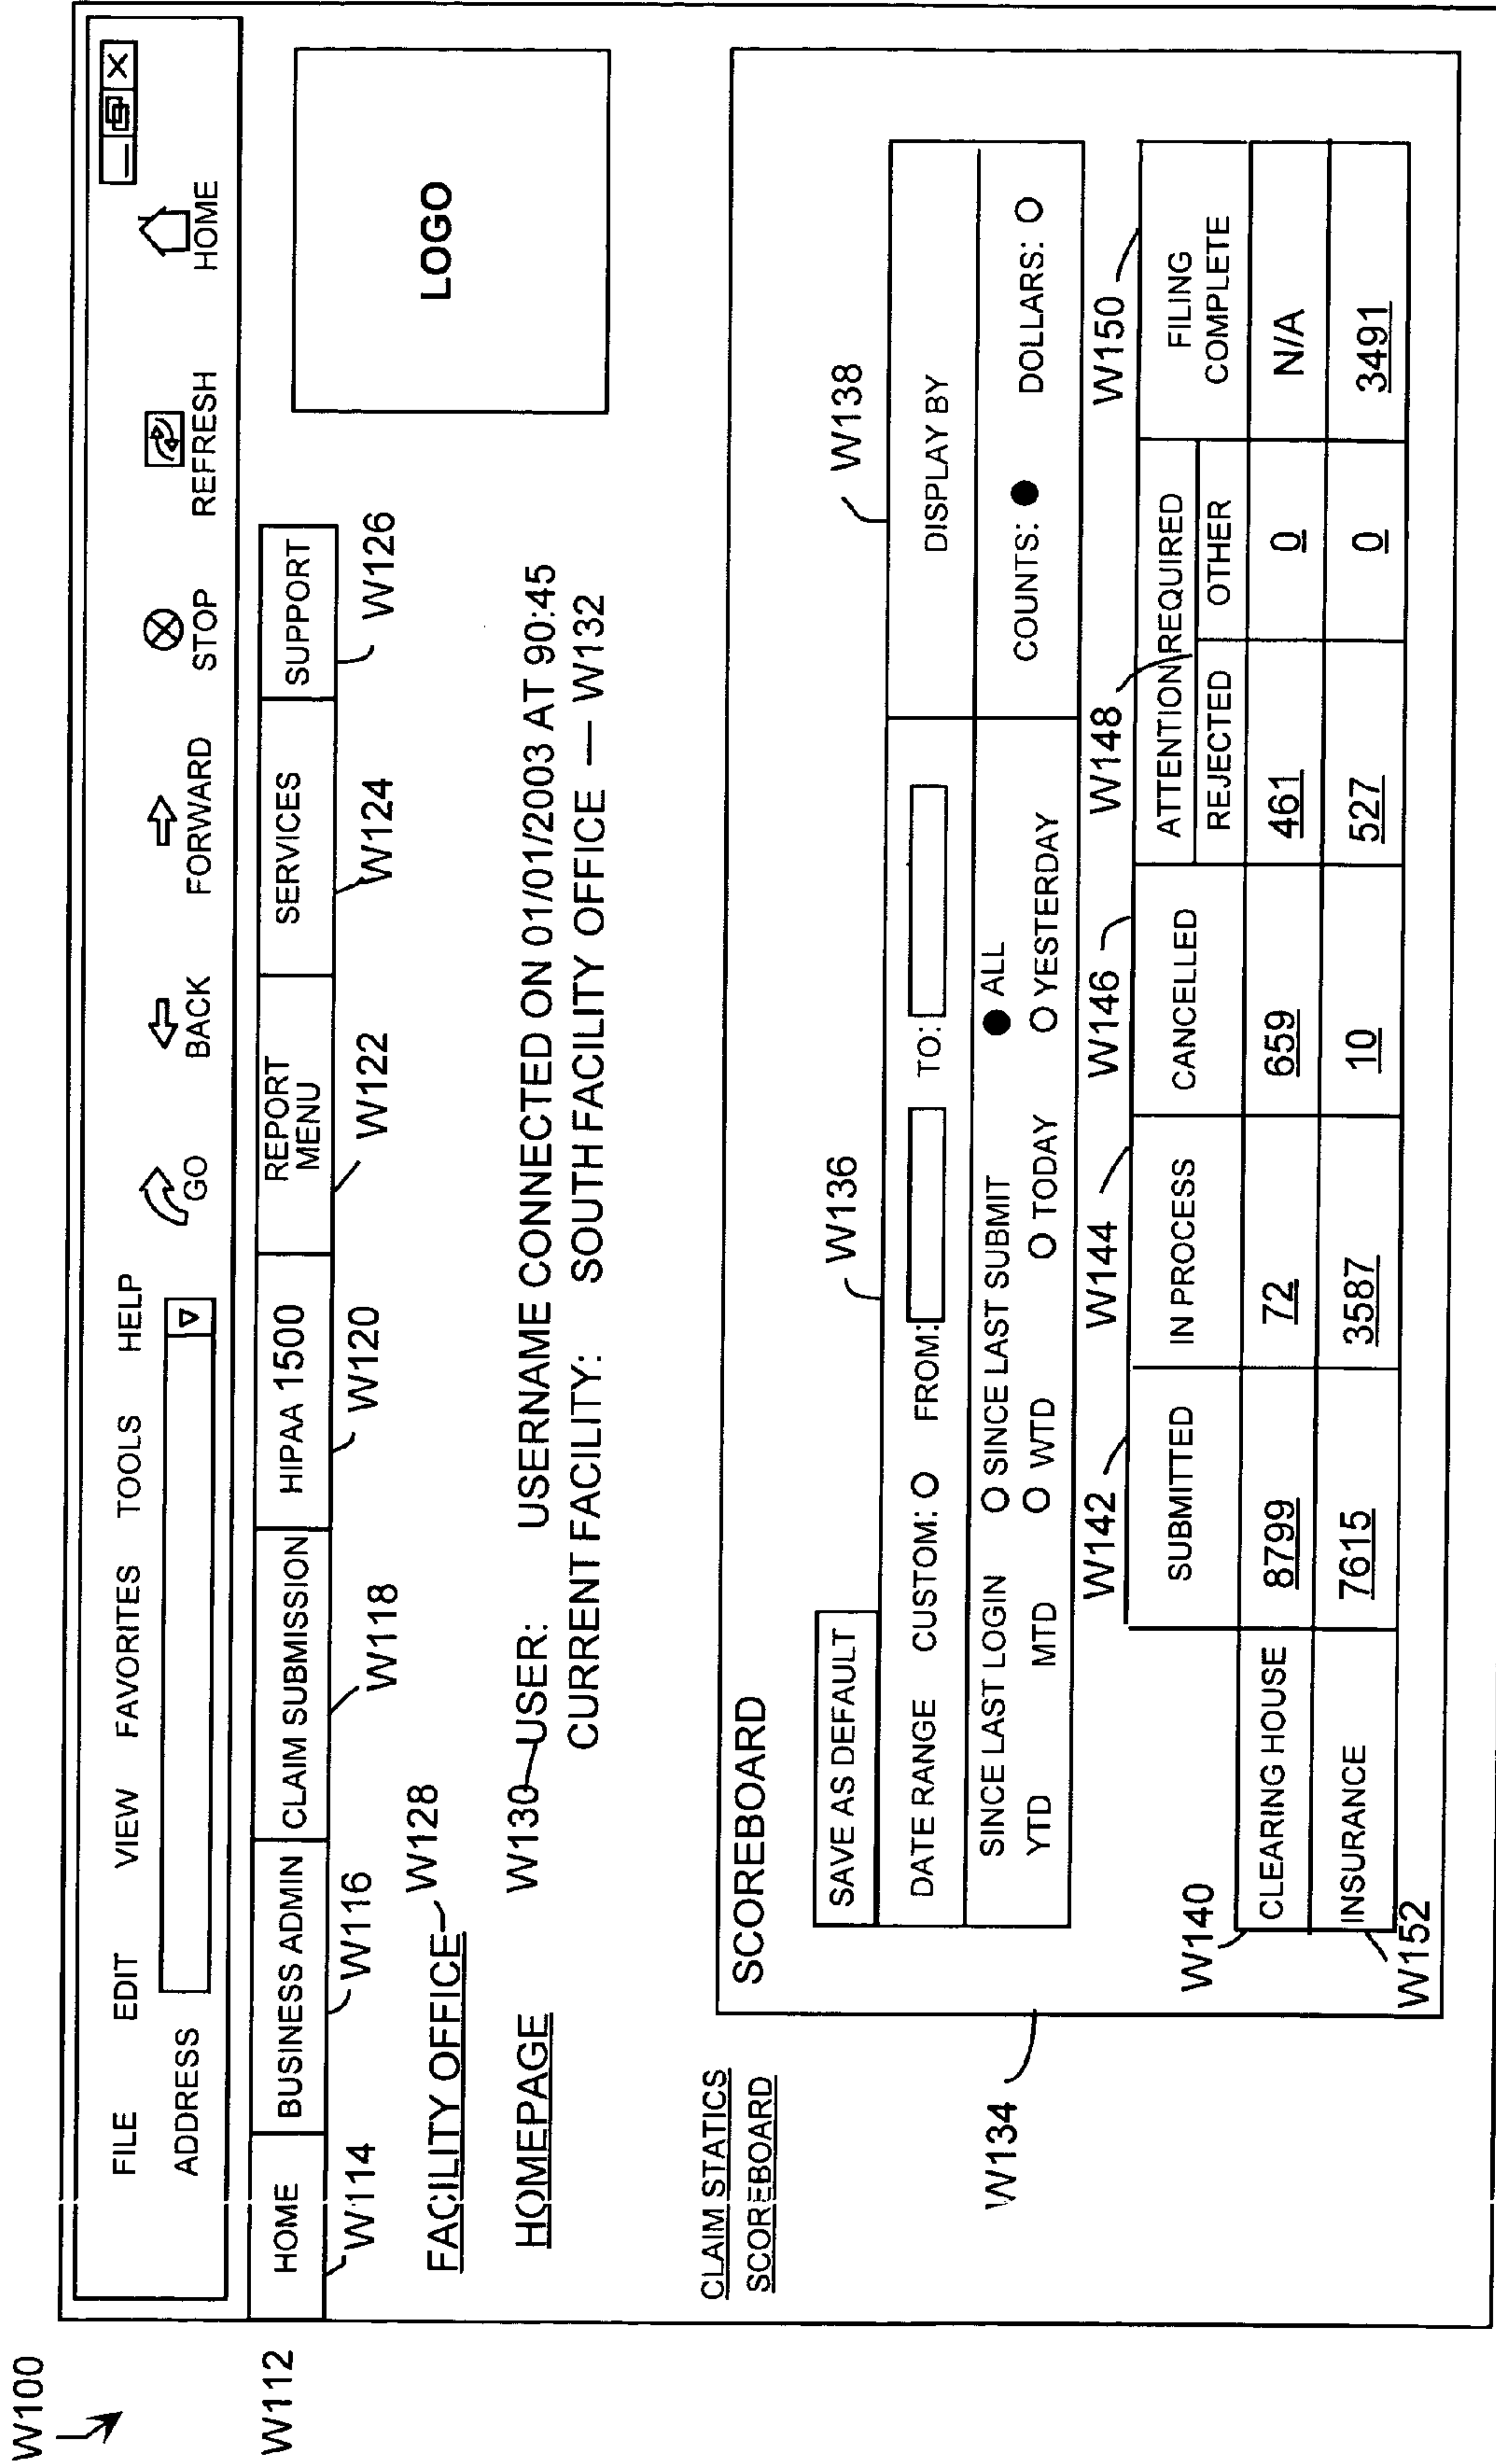 W100
FILE EDIT VIEW FAVORITES TOOLS HELP
ADDRESS GO BACK FORWARD STOP REFRESH HOME
W112
HOME BUSINESS ADMIN CLAIM SUBMISSION HIPAA 1500 REPORT MENU SERVICES SUPPORT
W114 W116 W118 W120 W122 W124 W126
LOGO
FACILITY OFFICE W128
HOMEPAGE W130 USER: USERNAME CONNECTED ON 01/01/2003 AT 90:45
CURRENT FACILITY: SOUTH FACILITY OFFICE — W132
CLAIM STATICS
SCOREBOARD
W134
SCOREBOARD
W136 W138
SAVE AS DEFAULT
DATE RANGE CUSTOM: FROM: TO: DISPLAY BY
SINCE LAST LOGIN SINCE LAST SUBMIT ALL COUNTS: DOLLARS:
YTD MTD WTD TODAY YESTERDAY
W140 W142 W144 W146 W148 W150
SUBMITTED IN PROCESS CANCELLED ATTENTION REQUIRED FILING COMPLETE
REJECTED OTHER
CLEARING HOUSE 8799 72 659 461 0 N/A
INSURANCE 7615 3587 10 527 0 3491
W152